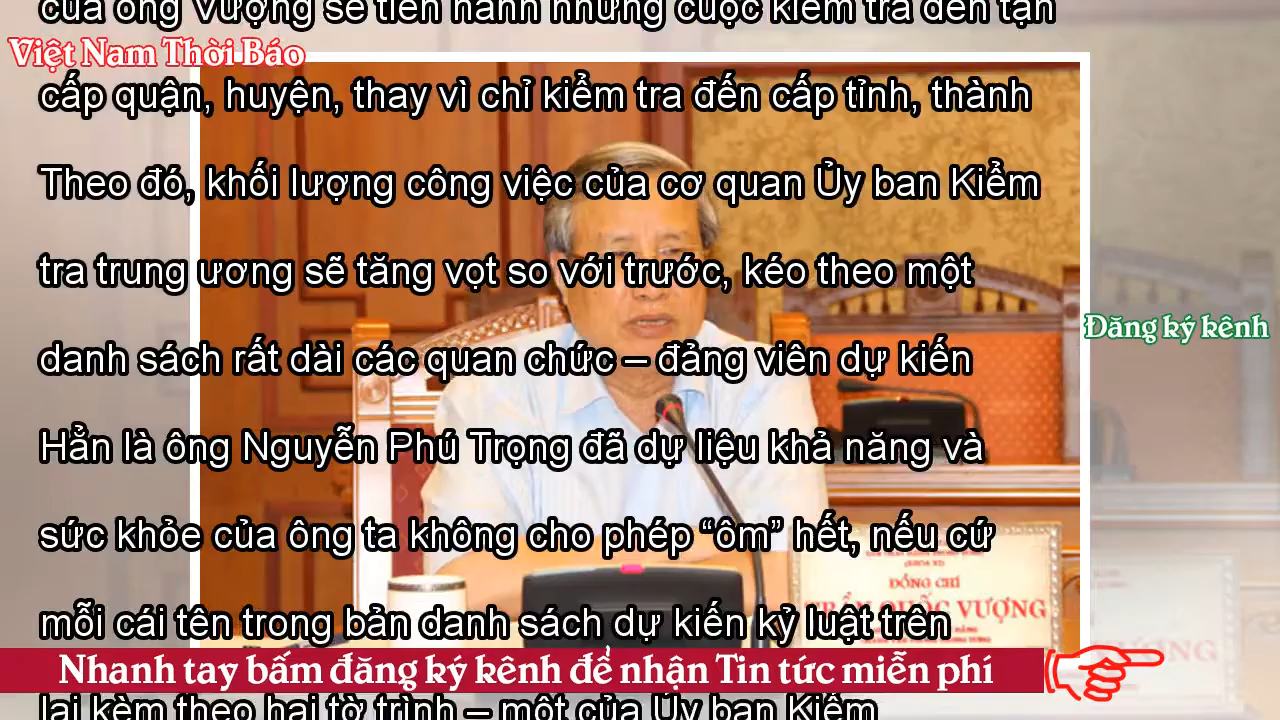 của ông Vượng sẽ tiến hành những cuộc kiểm tra đến tận
Việt Nam Thời Báo
cấp quận, huyện, thay vì chỉ kiểm tra đến cấp tỉnh, thành
Theo đó, khối lượng công việc của cơ quan Ủy ban Kiểm
tra trung ương sẽ tăng vọt so với trước, kéo theo một
Đăng ký kênh
danh sách rất dài các quan chức – đảng viên dự kiến
Hẳn là ông Nguyễn Phú Trọng đã dự liệu khả năng và
sức khỏe của ông ta không cho phép “ôm” hết, nếu cứ
ĐỒNG CHÍ
TRẦN QUỐC VƯỢNG
mỗi cái tên trong bản danh sách dự kiến kỷ luật trên
Nhanh tay bấm đăng ký kênh để nhận Tin tức miễn phí
lại kèm theo hai tờ trình – một của Ủy ban Kiểm